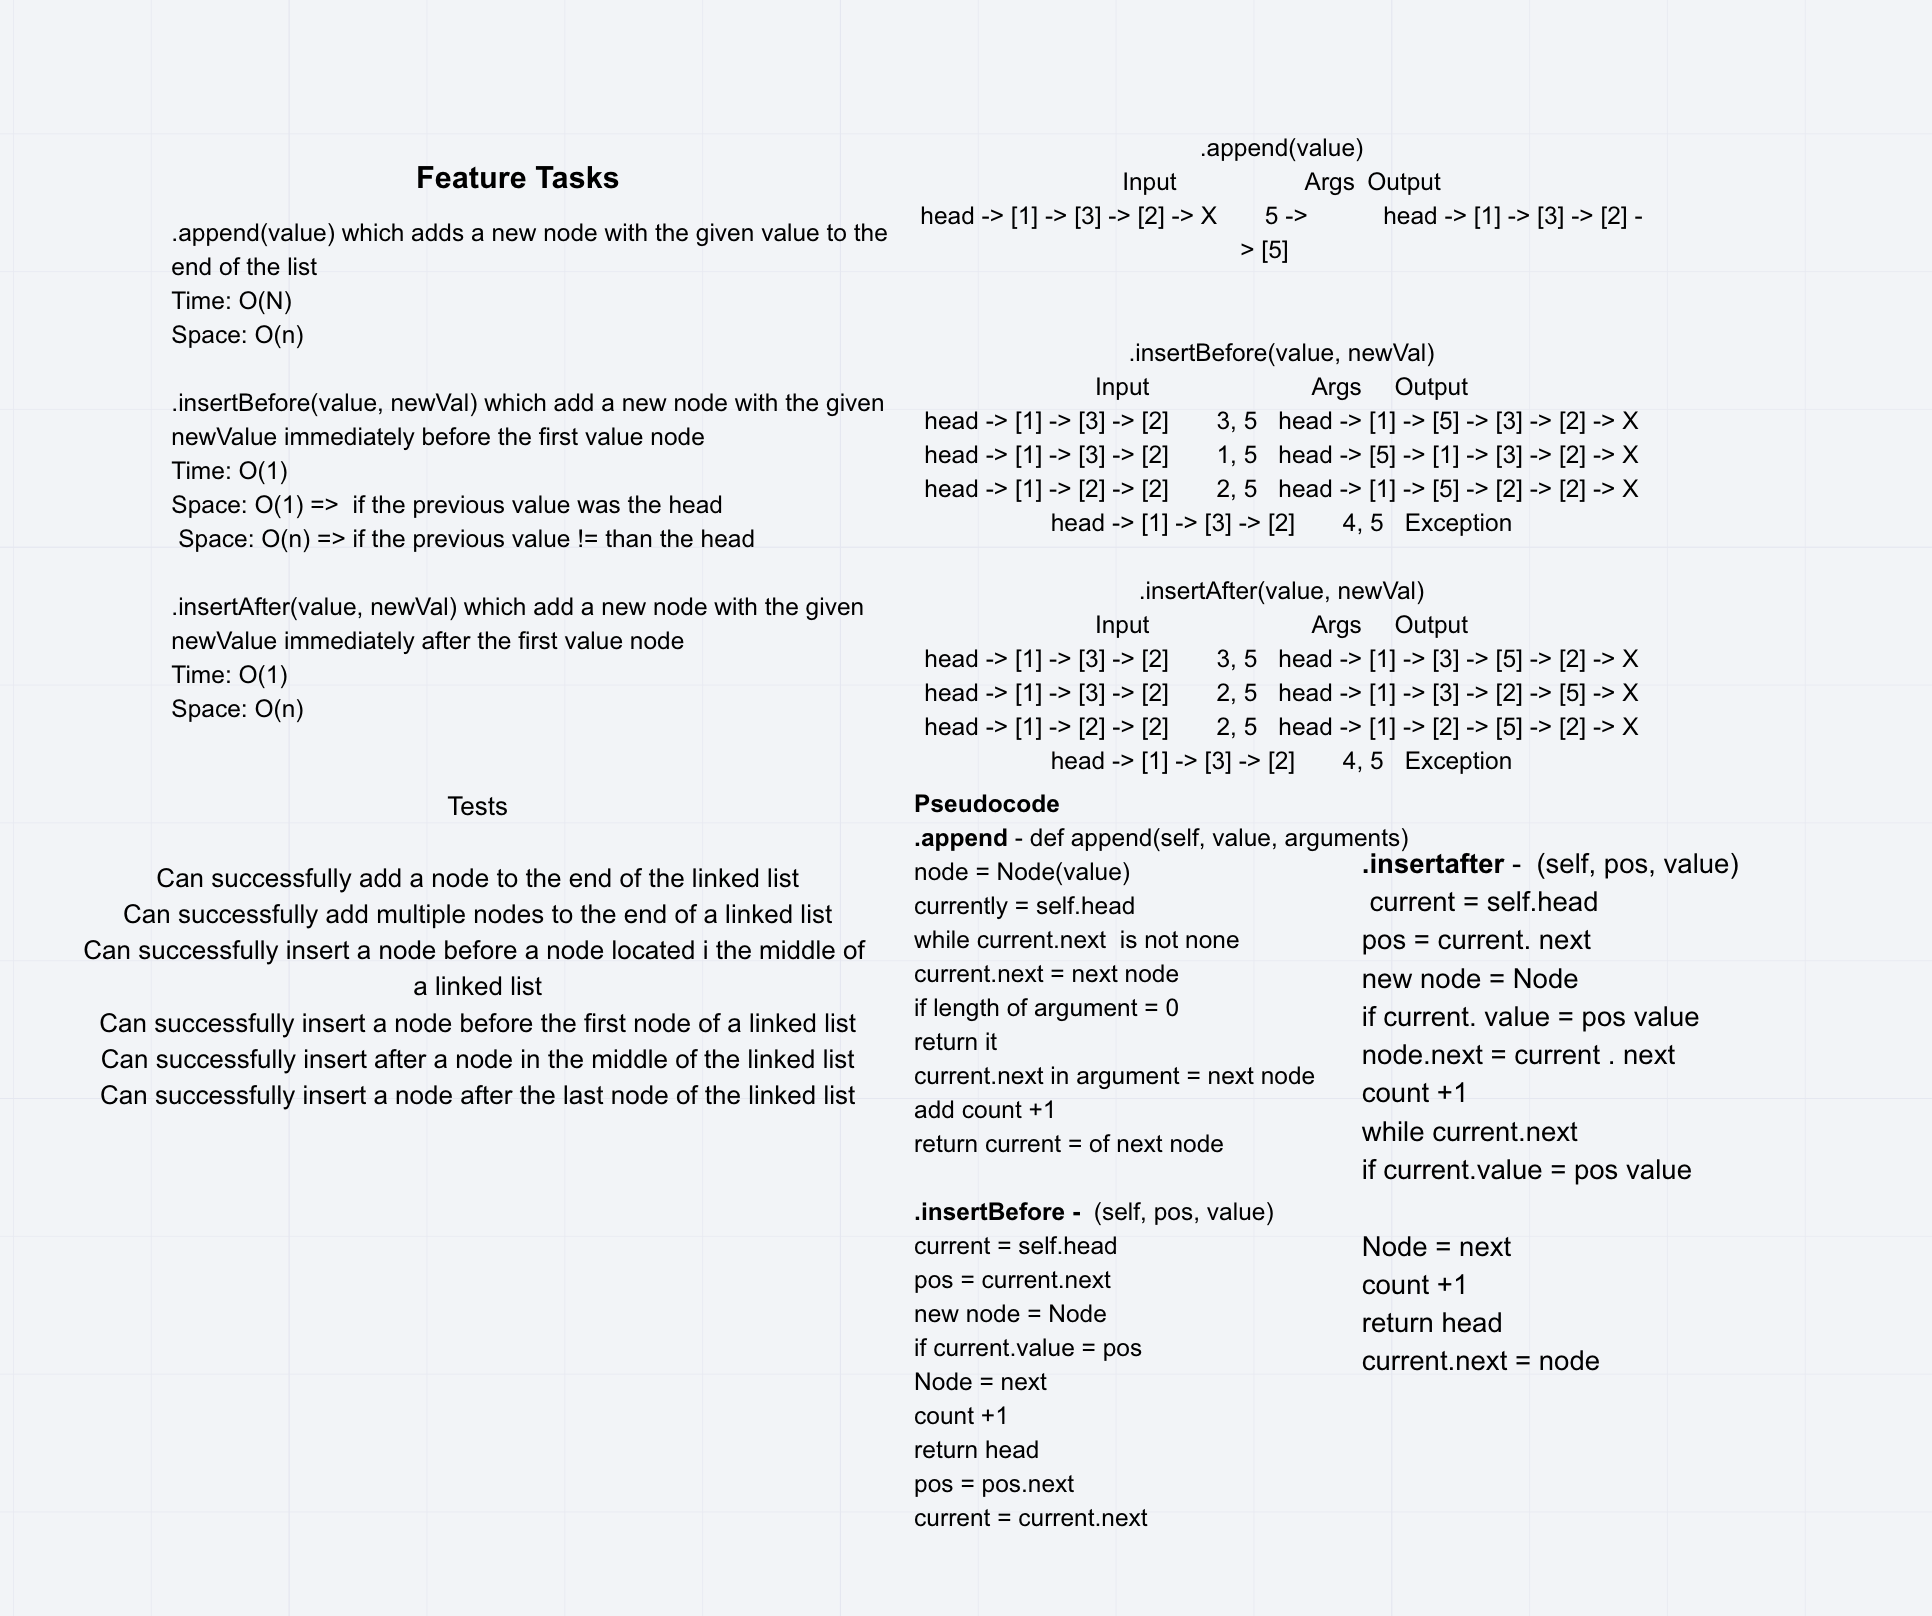 Feature Tasks
.append(value) which adds a new node with the given value to the
end of the list
Time: O(N)
Space: O(n)
.insertBefore(value, newVal) which add a new node with the given
newValue immediately before the first value node
Time: O(1)
Space: O(1) =>  if the previous value was the head
Space: O(n) => if the previous value != than the head
.insertAfter(value, newVal) which add a new node with the given
newValue immediately after the first value node
Time: O(1)
Space: O(n)
Tests
Can successfully add a node to the end of the linked list
Can successfully add multiple nodes to the end of a linked list
Can successfully insert a node before a node located i the middle of
a linked list
Can successfully insert a node before the first node of a linked list
Can successfully insert after a node in the middle of the linked list
Can successfully insert a node after the last node of the linked list
.append(value)
Input Args Output
head -> [1] -> [3] -> [2] -> X 5 -> head -> [1] -> [3] -> [2] -
> [5]
.insertBefore(value, newVal)
Input Args Output
head -> [1] -> [3] -> [2] 3, 5 head -> [1] -> [5] -> [3] -> [2] -> X
head -> [1] -> [3] -> [2] 1, 5 head -> [5] -> [1] -> [3] -> [2] -> X
head -> [1] -> [2] -> [2] 2, 5 head -> [1] -> [5] -> [2] -> [2] -> X
head -> [1] -> [3] -> [2] 4, 5 Exception
.insertAfter(value, newVal)
Input Args Output
head -> [1] -> [3] -> [2] 3, 5 head -> [1] -> [3] -> [5] -> [2] -> X
head -> [1] -> [3] -> [2] 2, 5 head -> [1] -> [3] -> [2] -> [5] -> X
head -> [1] -> [2] -> [2] 2, 5 head -> [1] -> [2] -> [5] -> [2] -> X
head -> [1] -> [3] -> [2] 4, 5 Exception
Pseudocode
.append - def append(self, value, arguments)
node = Node(value)
currently = self.head
while current.next  is not none
current.next = next node
if length of argument = 0
return it
current.next in argument = next node
add count +1
return current = of next node
.insertBefore -  (self, pos, value)
current = self.head
pos = current.next
new node = Node
if current.value = pos
Node = next
count +1
return head
pos = pos.next
current = current.next
.insertafter -  (self, pos, value)
current = self.head
pos = current. next
new node = Node
if current. value = pos value
node.next = current . next
count +1
while current.next
if current.value = pos value
Node = next
count +1
return head
current.next = node